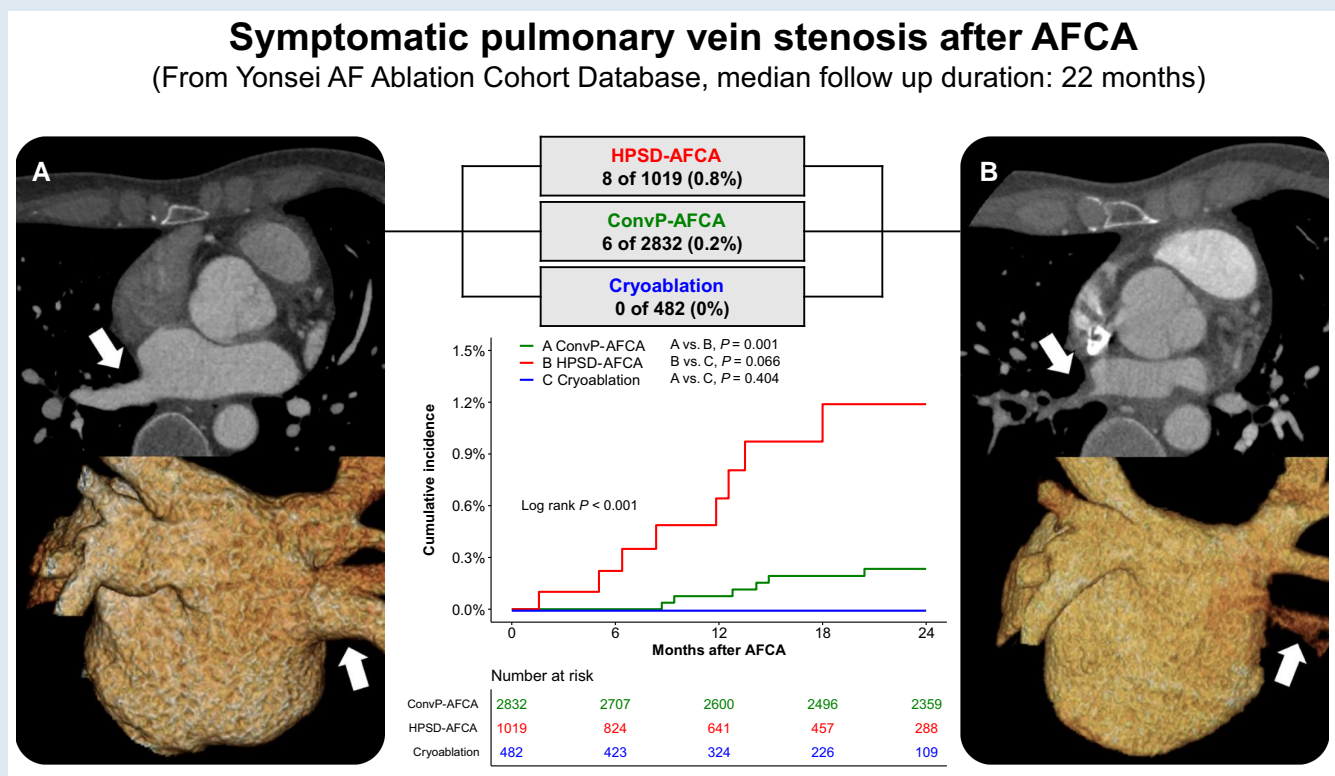 Symptomatic pulmonary vein stenosis after AFCA
(From Yonsei AF Ablation Cohort Database, median follow up duration: 22 months)
A
HPSD-AFCA
8 of 1019 (0.8%)
ConvP-AFCA
6 of 2832 (0.2%)
Cryoablation
0 of 482 (0%)
B
A ConvP-AFCA A vs. B, P = 0.001
B HPSD-AFCA B vs. C, P = 0.066
C Cryoablation A vs. C, P = 0.404
Cumulative incidence
1.5%
1.2%
0.9%
0.6%
0.3%
0.0%
Log rank P < 0.001
0 6 12 18 24
Months after AFCA
Number at risk
ConvP-AFCA 2832 2707 2600 2496 2359
HPSD-AFCA 1019 824 641 457 288
Cryoablation 482 423 324 226 109